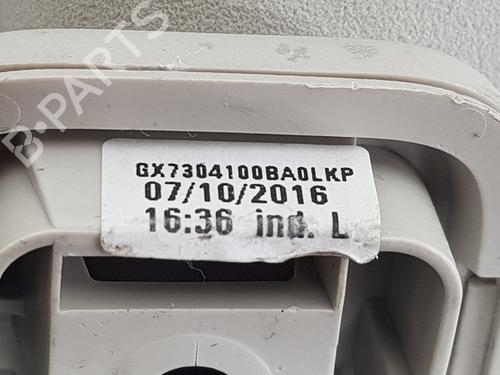 B-PARTS
GX7304100BA0LKP
07/10/2016
16:36 ind. L